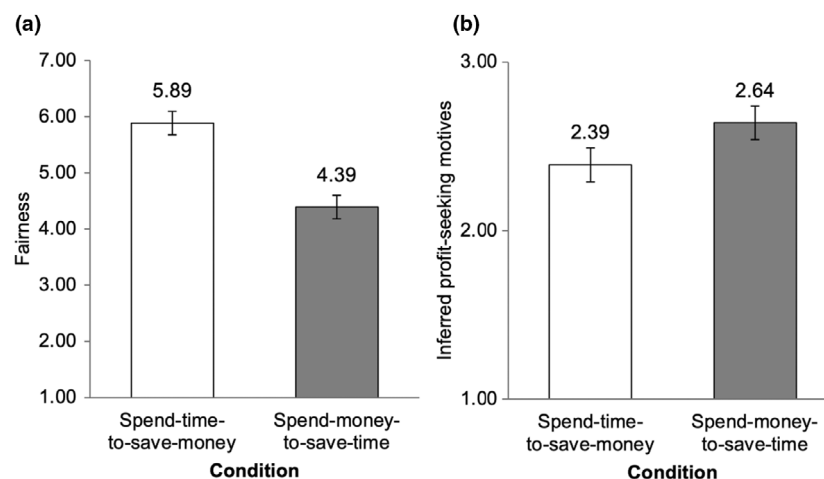 (a)
7.00
6.00
5.00
4.00
3.00
2.00
1.00
Fairness
5.89
4.39
Spend-time-
to-save-money
Spend-money-
to-save-time
Condition
(b)
3.00
2.00
1.00
Inferred profit-seeking motives
2.39
2.64
Spend-time-
to-save-money
Spend-money-
to-save-time
Condition